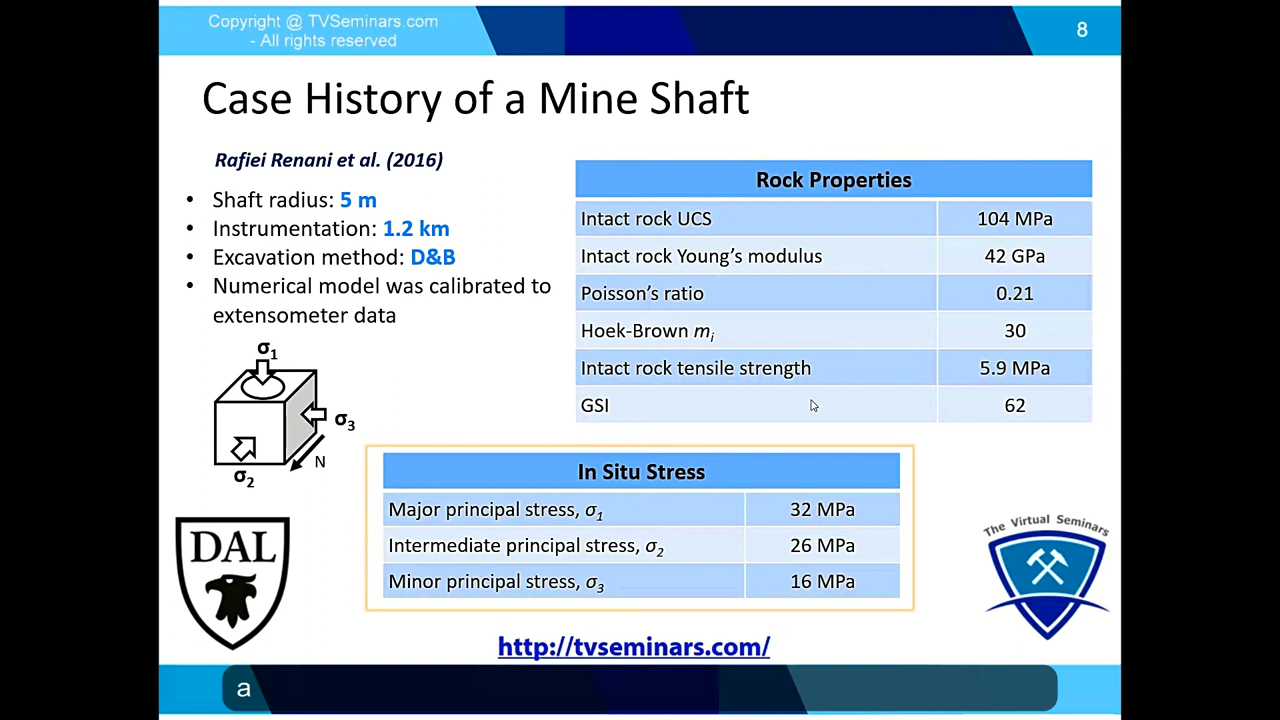 Copyright @ TVSeminars.com
- All rights reserved
8
Case History of a Mine Shaft
Rafiei Renani et al. (2016)
• Shaft radius: 5 m
• Instrumentation: 1.2 km
• Excavation method: D&B
• Numerical model was calibrated to
extensometer data
σ1
σ3
σ2
N
Rock Properties
Intact rock UCS 104 MPa
Intact rock Young's modulus 42 GPa
Poisson's ratio 0.21
Hoek-Brown mi 30
Intact rock tensile strength 5.9 MPa
GSI 62
In Situ Stress
Major principal stress, σ1 32 MPa
Intermediate principal stress, σ2 26 MPa
Minor principal stress, σ3 16 MPa
DAL
The Virtual Seminars
http://tvseminars.com/
a